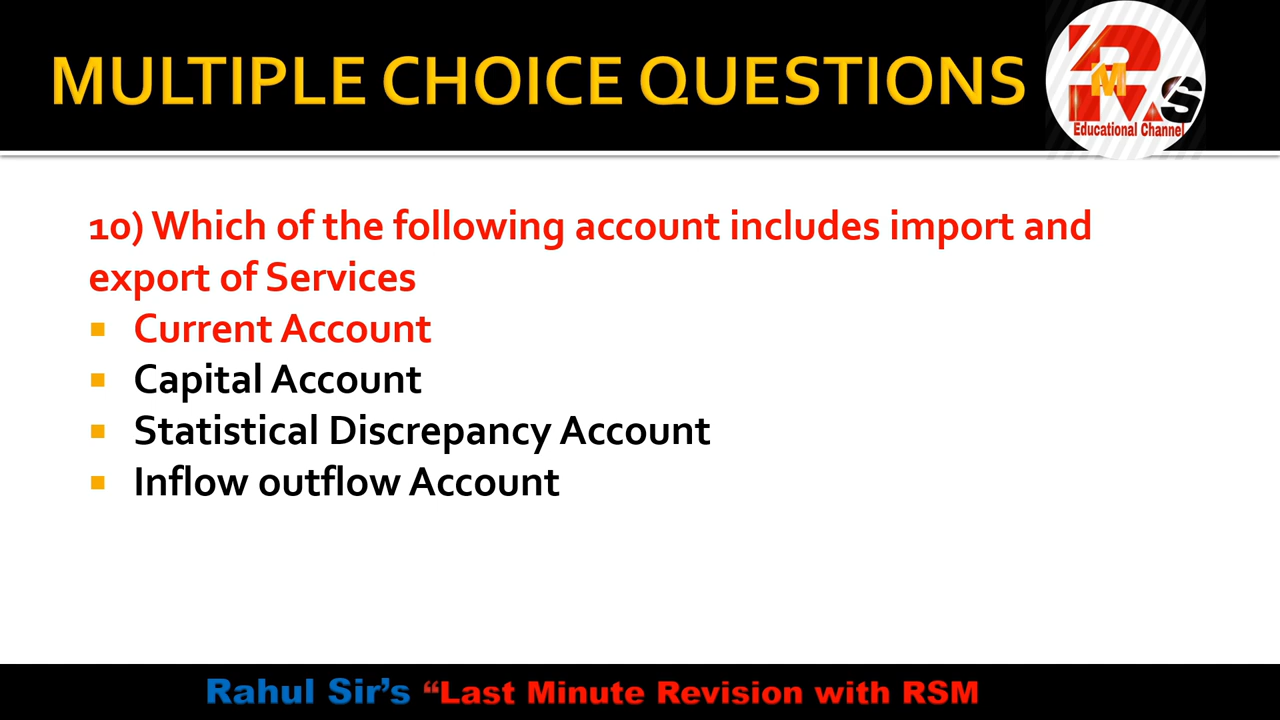 MULTIPLE CHOICE QUESTIONS
RMS
Educational Channel
10) Which of the following account includes import and
export of Services
Current Account
Capital Account
Statistical Discrepancy Account
Inflow outflow Account
Rahul Sir's “Last Minute Revision with RSM